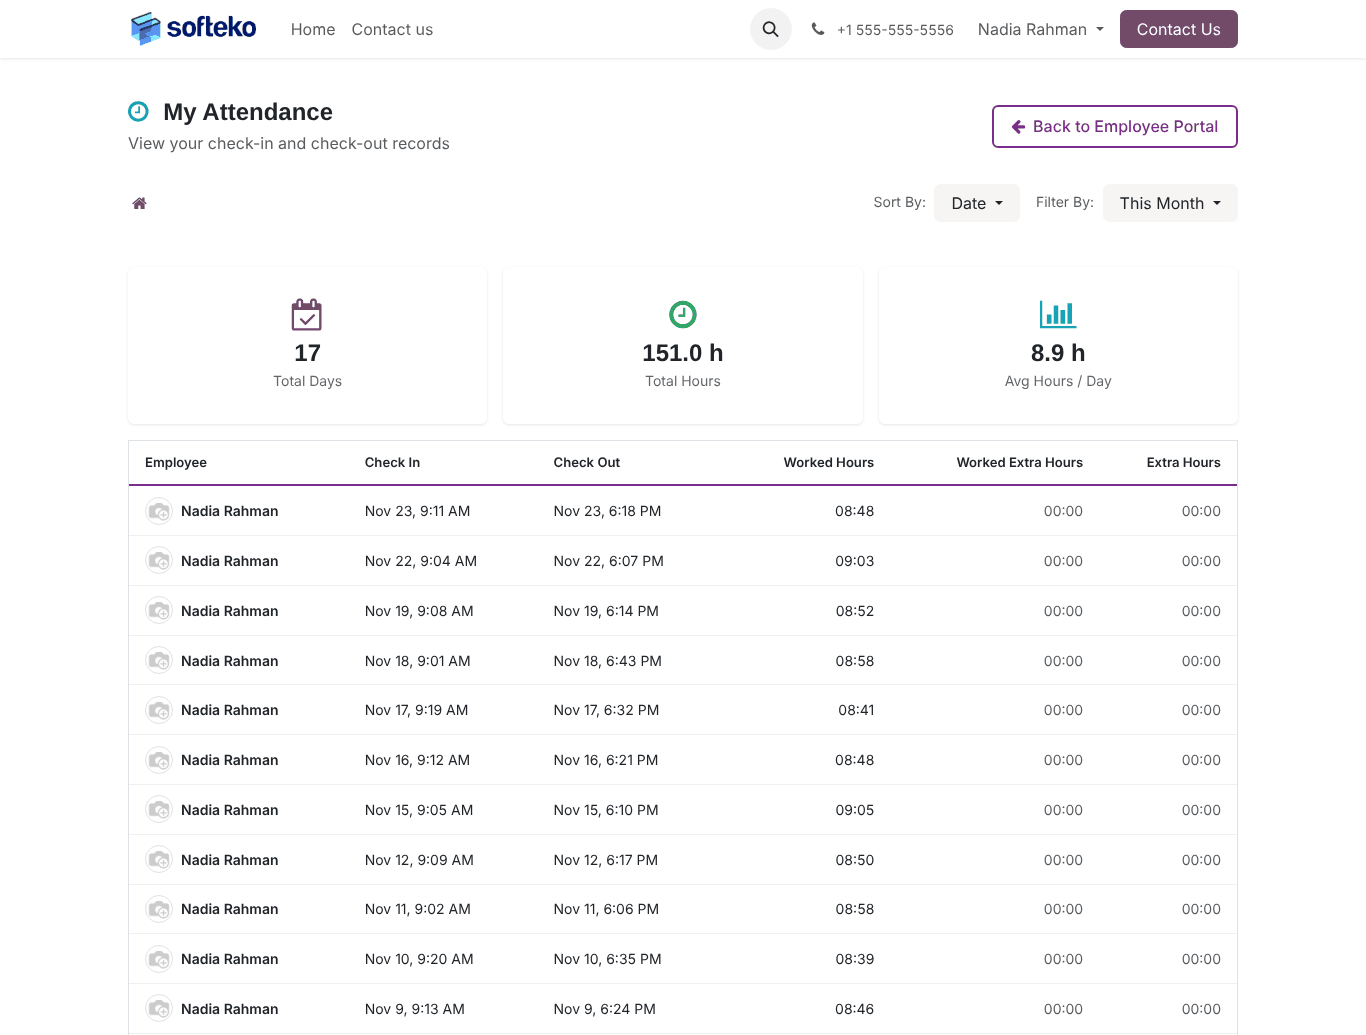 softeko Home Contact us +1 555-555-5556 Nadia Rahman Contact Us
My Attendance
View your check-in and check-out records
Back to Employee Portal
Sort By: Date Filter By: This Month
17
Total Days
151.0 h
Total Hours
8.9 h
Avg Hours / Day
Employee Check In Check Out Worked Hours Worked Extra Hours Extra Hours
Nadia Rahman Nov 23, 9:11 AM Nov 23, 6:18 PM 08:48 00:00 00:00
Nadia Rahman Nov 22, 9:04 AM Nov 22, 6:07 PM 09:03 00:00 00:00
Nadia Rahman Nov 19, 9:08 AM Nov 19, 6:14 PM 08:52 00:00 00:00
Nadia Rahman Nov 18, 9:01 AM Nov 18, 6:43 PM 08:58 00:00 00:00
Nadia Rahman Nov 17, 9:19 AM Nov 17, 6:32 PM 08:41 00:00 00:00
Nadia Rahman Nov 16, 9:12 AM Nov 16, 6:21 PM 08:48 00:00 00:00
Nadia Rahman Nov 15, 9:05 AM Nov 15, 6:10 PM 09:05 00:00 00:00
Nadia Rahman Nov 12, 9:09 AM Nov 12, 6:17 PM 08:50 00:00 00:00
Nadia Rahman Nov 11, 9:02 AM Nov 11, 6:06 PM 08:58 00:00 00:00
Nadia Rahman Nov 10, 9:20 AM Nov 10, 6:35 PM 08:39 00:00 00:00
Nadia Rahman Nov 9, 9:13 AM Nov 9, 6:24 PM 08:46 00:00 00:00